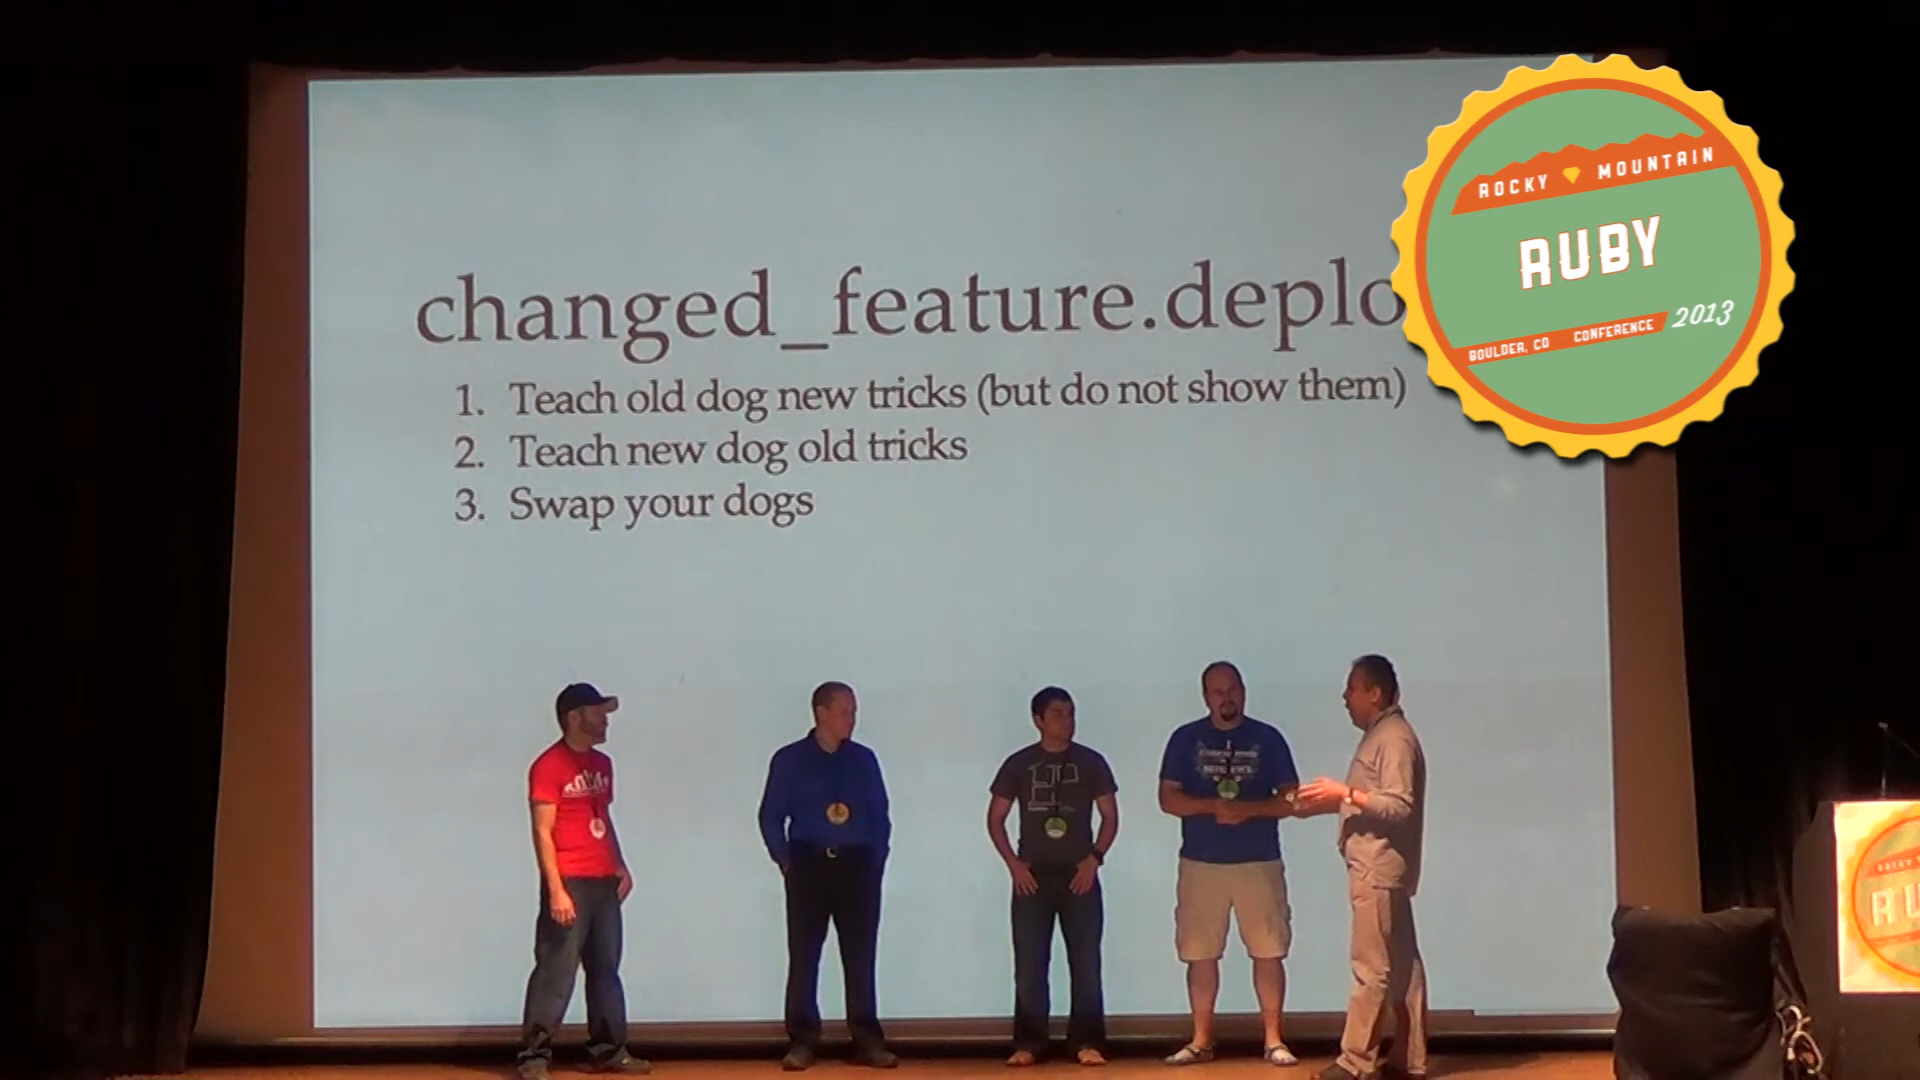 changed_feature.deplo
1. Teach old dog new tricks (but do not show them)
2. Teach new dog old tricks
3. Swap your dogs
ROCKY MOUNTAIN
RUBY
BOULDER, CO CONFERENCE 2013